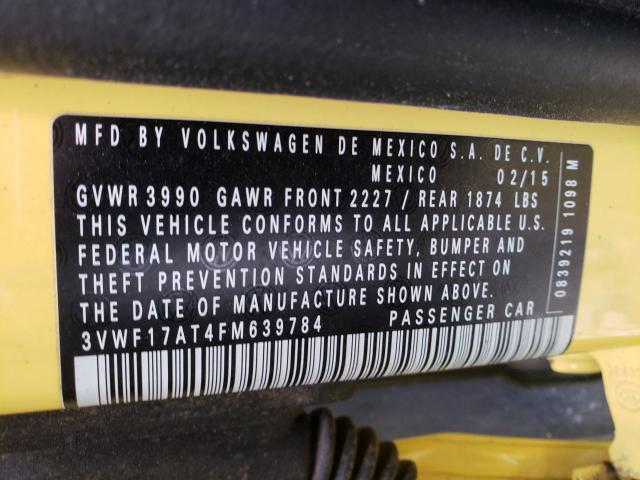 MFD BY VOLKSWAGEN DE MEXICO S.A. DE C.V.
MEXICO 02/15
GVWR 3990 GAWR FRONT 2227 / REAR 1874 LBS
THIS VEHICLE CONFORMS TO ALL APPLICABLE U.S.
FEDERAL MOTOR VEHICLE SAFETY, BUMPER AND
THEFT PREVENTION STANDARDS IN EFFECT ON
THE DATE OF MANUFACTURE SHOWN ABOVE.
3VWF17AT4FM639784 PASSENGER CAR
0839219 1098 M